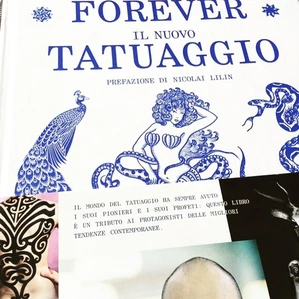 FOREVER
IL NUOVO
TATUAGGIO
PREFAZIONE DI NICOLAI LILIN
IL MONDO DEL TATUAGGIO HA SEMPRE AVUTO
I SUOI PIONIERI E I SUOI PROFETI: QUESTO LIBRO
È UN TRIBUTO AI PROTAGONISTI DELLE MIGLIORI
TENDENZE CONTEMPORANEE.